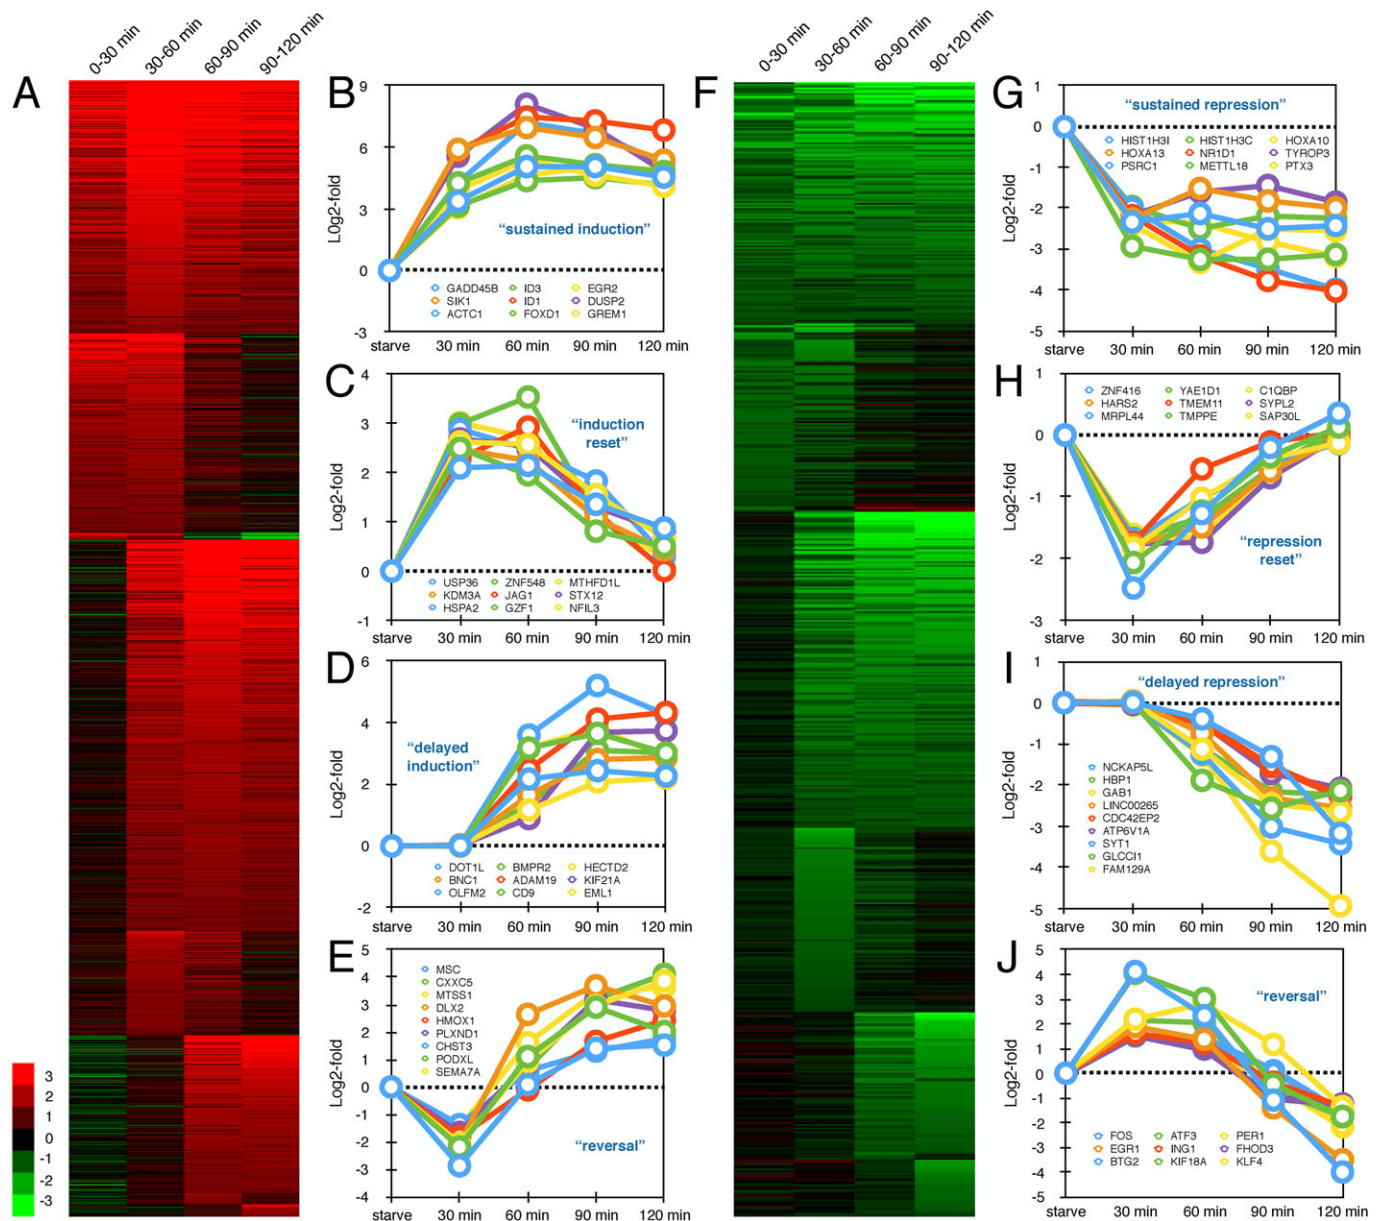 A
0-30 min
30-60 min
60-90 min
90-120 min
3
2
1
0
-1
-2
-3
B
Log2-fold
9
6
3
0
-3
“sustained induction”
GADD45B ID3 EGR2
SIK1 ID1 DUSP2
ACTC1 FOXD1 GREM1
starve 30 min 60 min 90 min 120 min
C
Log2-fold
4
3
2
1
0
-1
“induction
reset”
USP36 ZNF548 MTHFD1L
KDM3A JAG1 STX12
HSPA2 GZF1 NFIL3
starve 30 min 60 min 90 min 120 min
D
Log2-fold
6
4
2
0
-2
“delayed
induction”
DOT1L BMPR2 HECTD2
BNC1 ADAM19 KIF21A
OLFM2 CD9 EML1
starve 30 min 60 min 90 min 120 min
E
Log2-fold
5
4
3
2
1
0
-1
-2
-3
-4
MSC
CXXC5
MTSS1
DLX2
HMOX1
PLXND1
CHST3
PODXL
SEMA7A
“reversal”
starve 30 min 60 min 90 min 120 min
F
0-30 min
30-60 min
60-90 min
90-120 min
G
Log2-fold
1
0
-1
-2
-3
-4
-5
“sustained repression”
HIST1H3I HIST1H3C HOXA10
HOXA13 NR1D1 TYROP3
PSRC1 METTL18 PTX3
starve 30 min 60 min 90 min 120 min
H
Log2-fold
1
0
-1
-2
-3
ZNF416 YAE1D1 C1QBP
HARS2 TMEM11 SYPL2
MRPL44 TMPPE SAP30L
“repression
reset”
starve 30 min 60 min 90 min 120 min
I
Log2-fold
1
0
-1
-2
-3
-4
-5
“delayed repression”
NCKAP5L
HBP1
GAB1
LINC00265
CDC42EP2
ATP6V1A
SYT1
GLCCI1
FAM129A
starve 30 min 60 min 90 min 120 min
J
Log2-fold
5
4
3
2
1
0
-1
-2
-3
-4
-5
“reversal”
FOS ATF3 PER1
EGR1 ING1 FHOD3
BTG2 KIF18A KLF4
starve 30 min 60 min 90 min 120 min